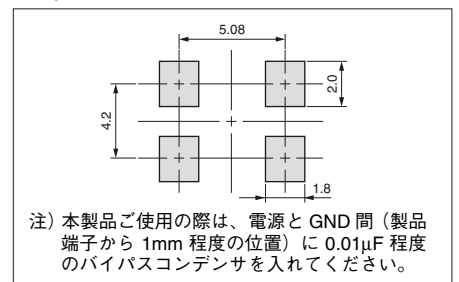 5.08
2.0
4.2
1.8
注）本製品ご使用の際は、電源と GND 間（製品
端子から 1mm 程度の位置）に 0.01μF 程度
のバイパスコンデンサを入れてください。